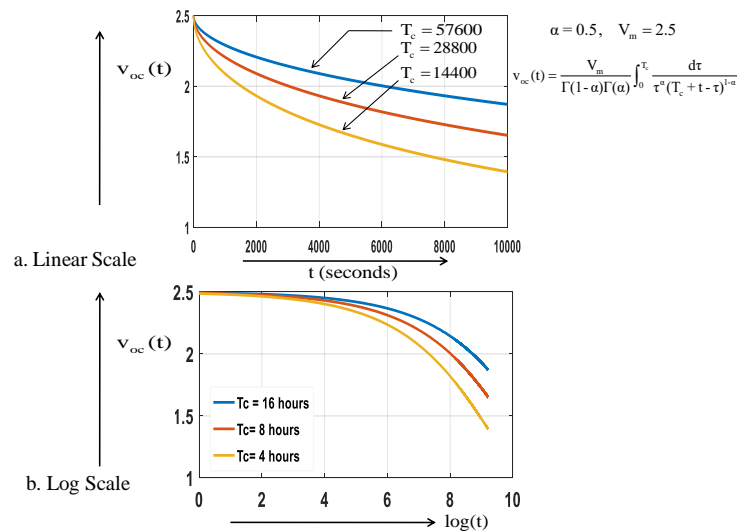 2.5
T_c = 57600
α = 0.5, V_m = 2.5
T_c = 28800
v_oc(t)
2
T_c = 14400
v_oc(t) = V_m / Γ(1-α)Γ(α) ∫_0^T_c dτ / τ^α (T_c + t - τ)^1-α
1.5
1
0 2000 4000 6000 8000 10000
a. Linear Scale
t (seconds)
2.5
v_oc(t)
2
Tc = 16 hours
1.5
Tc= 8 hours
Tc= 4 hours
1
b. Log Scale
0 2 4 6 8 10
log(t)